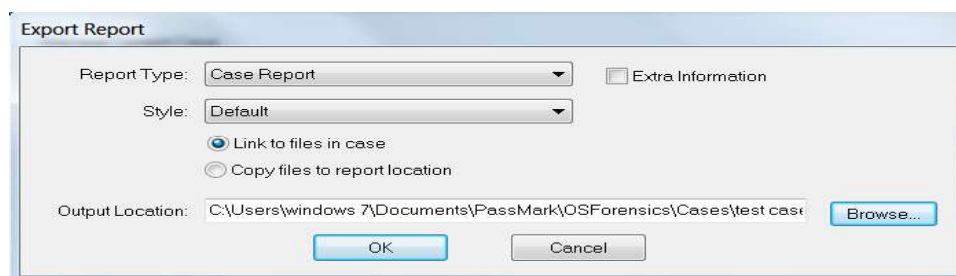 Export Report
Report Type: Case Report Extra Information
Style: Default
Link to files in case
Copy files to report location
Output Location: C:\Users\windows 7\Documents\PassMark\OSForensics\Cases\test case Browse...
OK Cancel